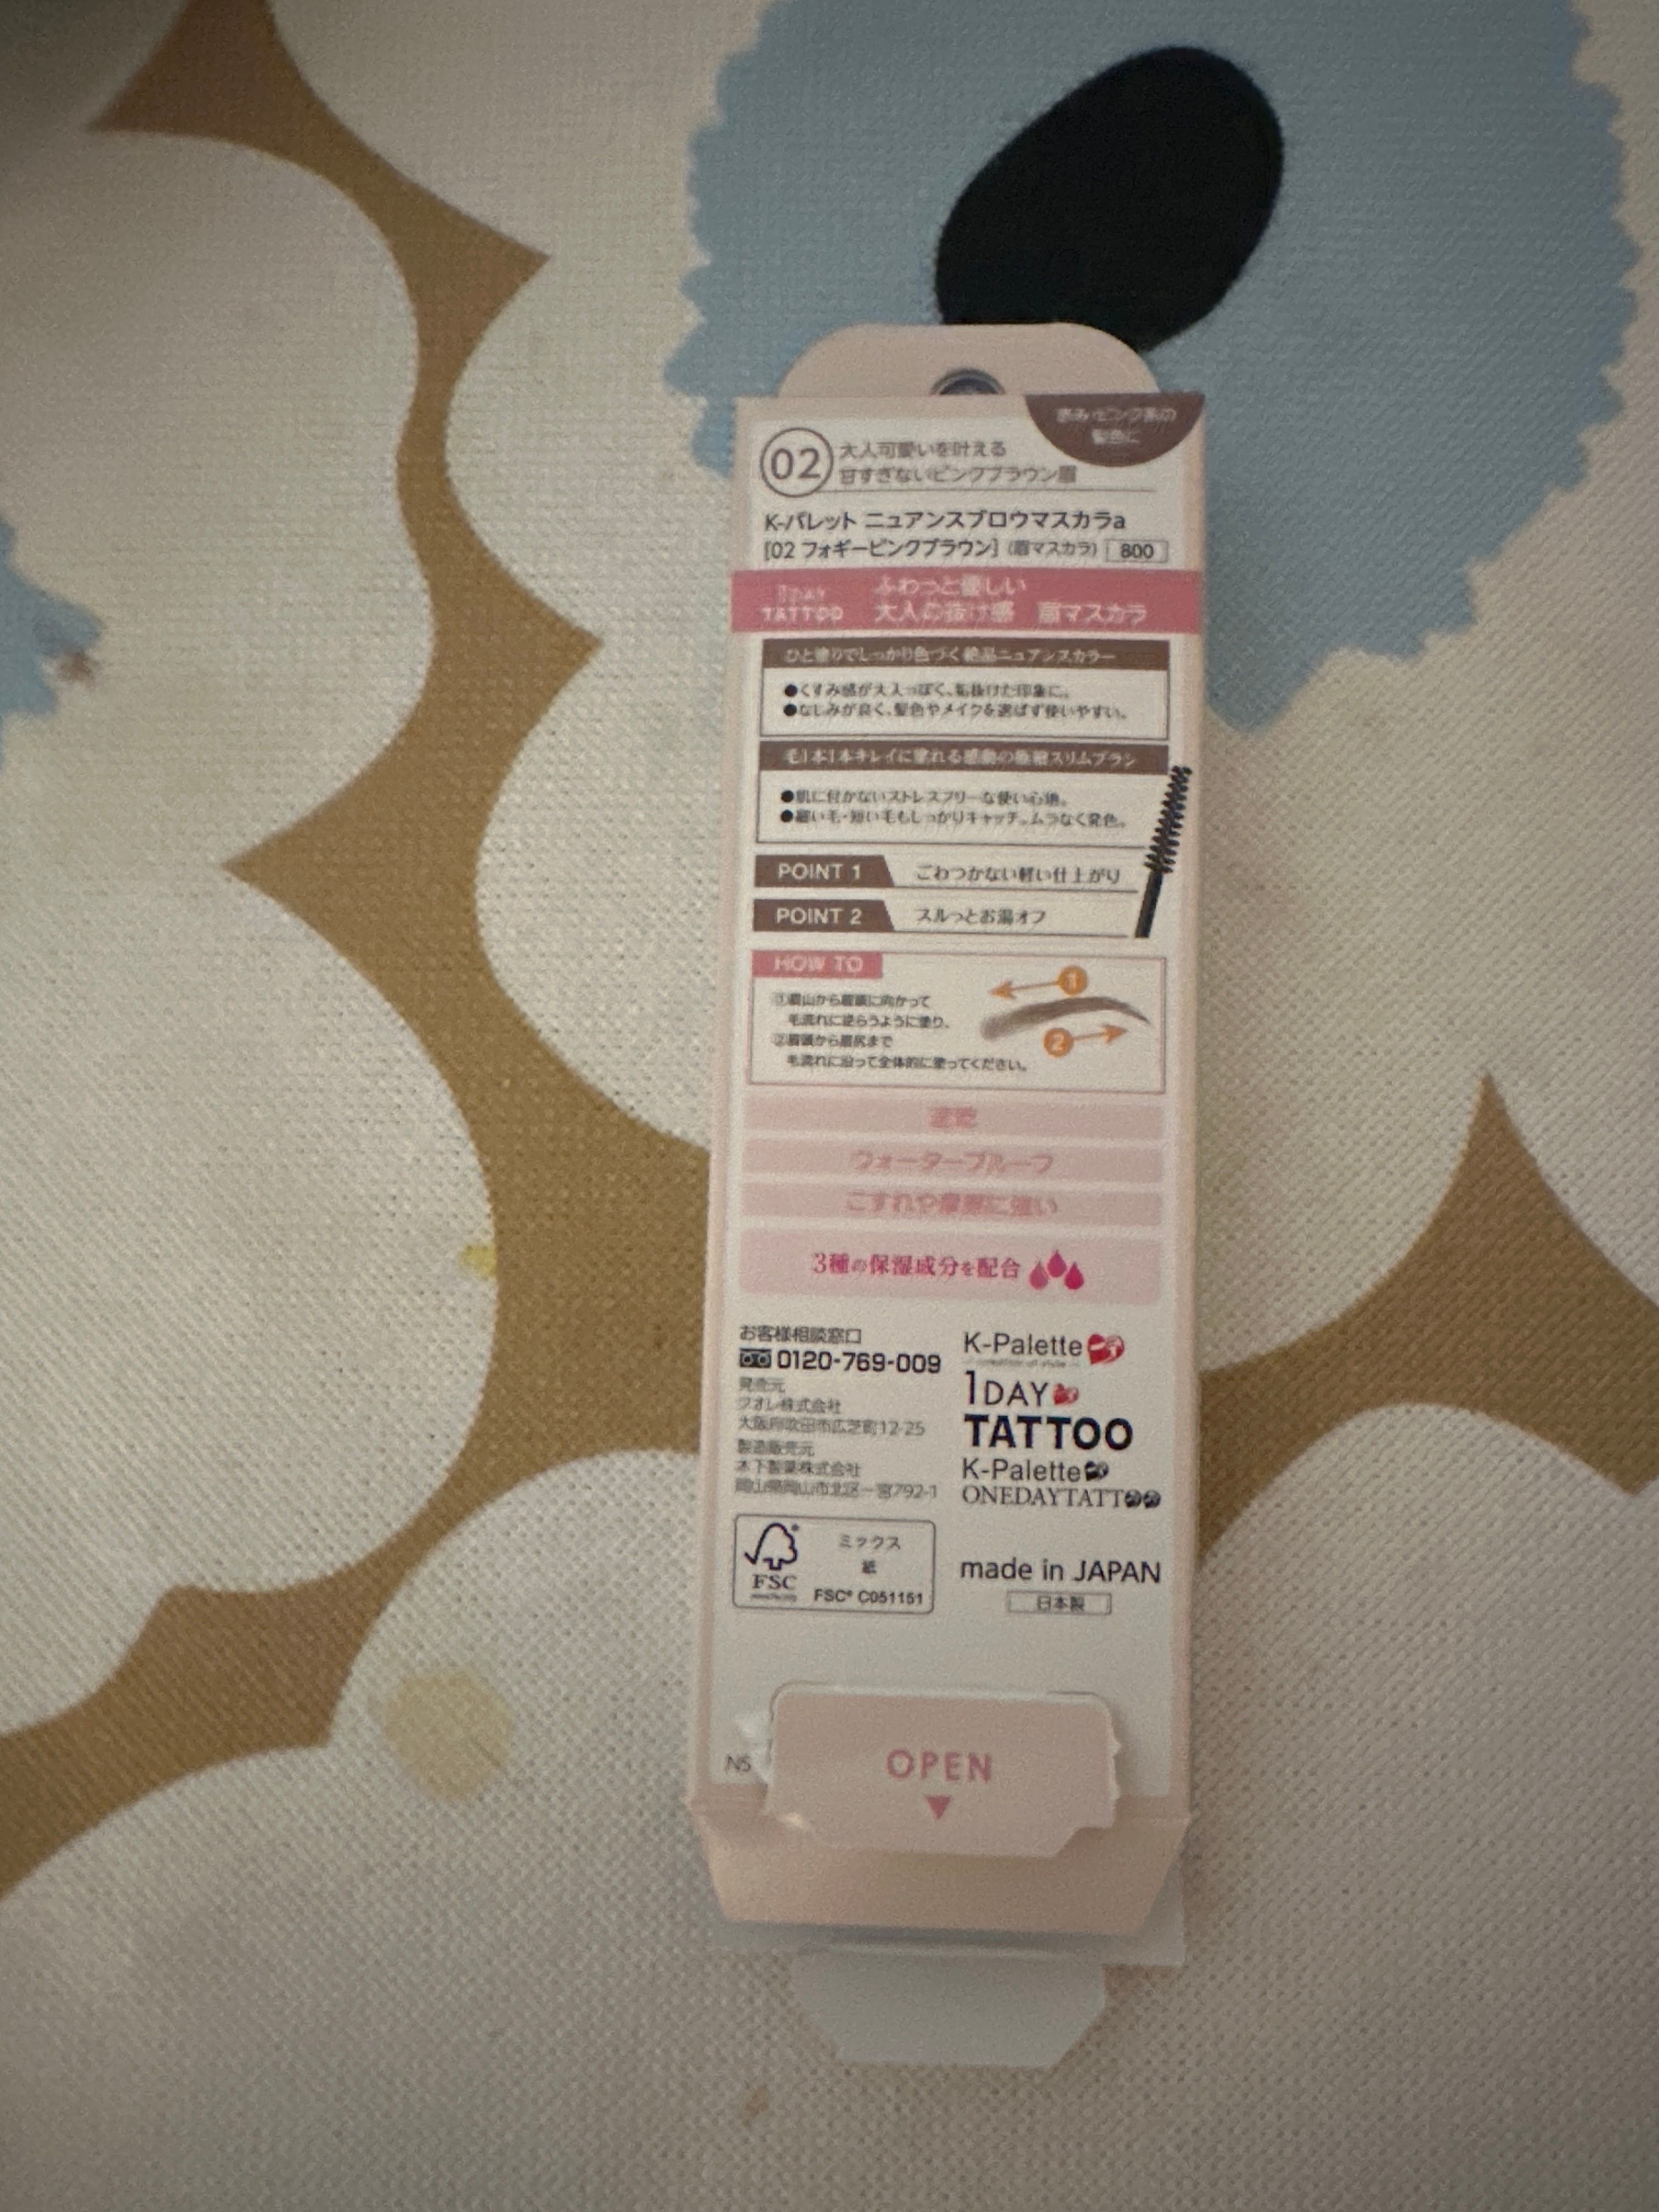 赤み・ピンク系の
髪色に
02
大人可愛いを叶える
甘すぎないピンクブラウン眉
K-パレット ニュアンスブロウマスカラa
[02 フォギーピンクブラウン] (眉マスカラ) 800
1DAY
TATTOO
ふわっと優しい
大人の抜け感 眉マスカラ
ひと塗りでしっかり色づく絶品ニュアンスカラー
●くすみ感が大人っぽく、垢抜けた印象に。
●なじみが良く、髪色やメイクを選ばず使いやすい。
毛1本1本キレイに塗れる感動の極細スリムブラシ
●肌に付かないストレスフリーな使い心地。
●細い毛・短い毛もしっかりキャッチ。ムラなく発色。
POINT 1 ごわつかない軽い仕上がり
POINT 2 スルっとお湯オフ
HOW TO
①眉山から眉頭に向かって
毛流れに逆らうように塗り、
②眉頭から眉尻まで
毛流れに沿って全体的に塗ってください。
1
2
速乾
ウォータープルーフ
こすれや摩擦に強い
3種の保湿成分を配合
お客様相談窓口
0120-769-009
発売元
クオレ株式会社
大阪府吹田市広芝町12-25
製造販売元
木下製薬株式会社
岡山県岡山市北区一宮792-1
K-Palette
1DAY
TATTOO
K-Palette
ONEDAYTATTOO
FSC
ミックス
紙
FSC® C051151
made in JAPAN
日本製
N5
OPEN